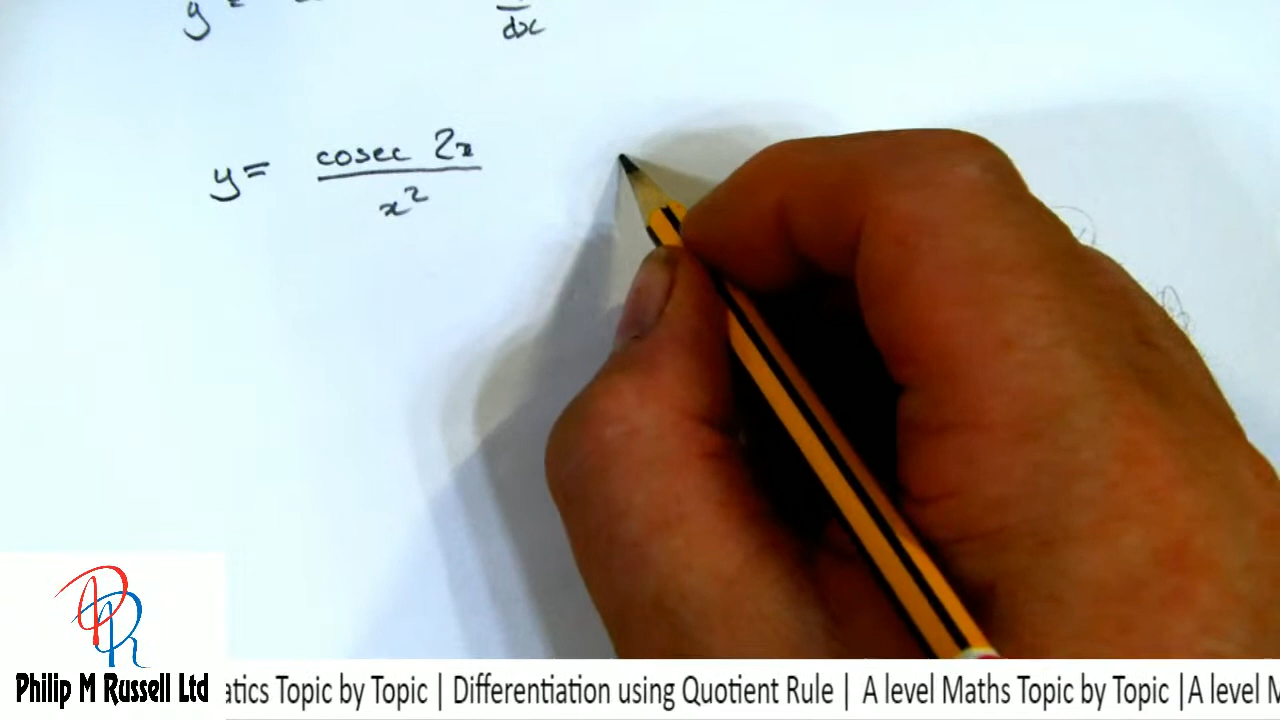 y =
dx
y = cosec 2x
x²
Philip M Russell Ltd
atics Topic by Topic | Differentiation using Quotient Rule | A level Maths Topic by Topic |A level M